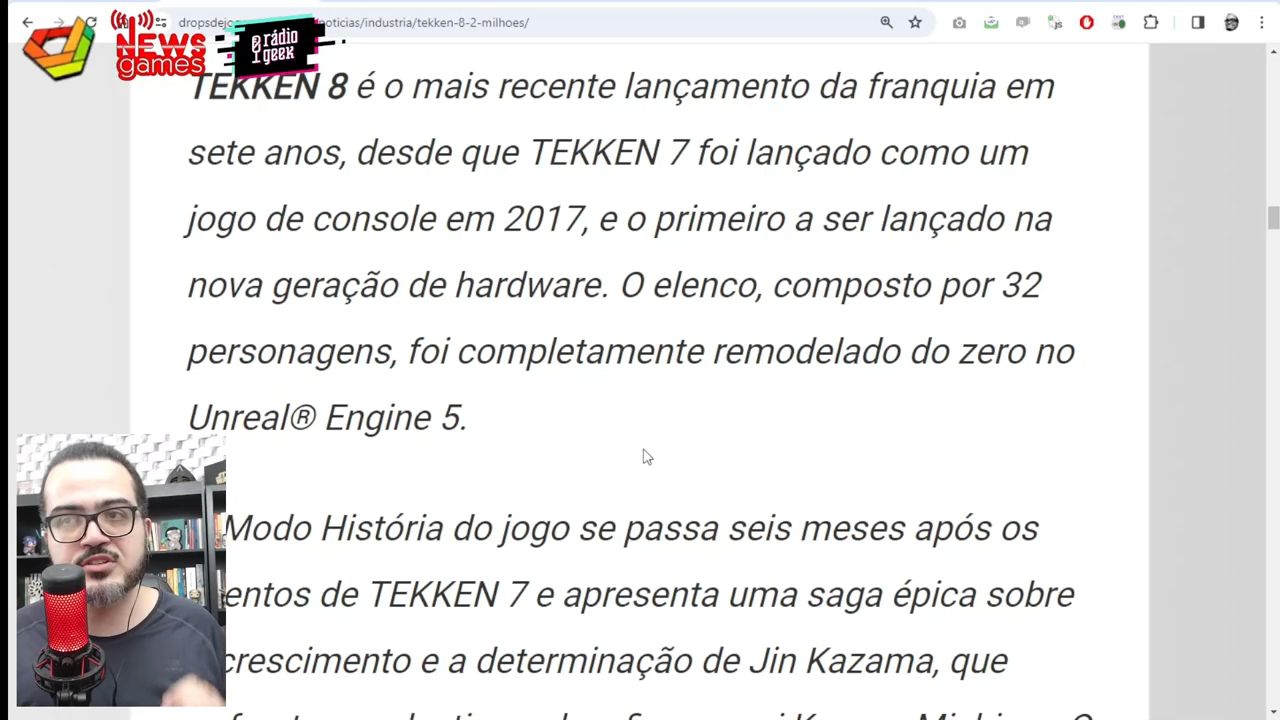 dropsdejo
noticias/industria/tekken-8-2-milhoes/
NEWS
games
rádio
geek
TEKKEN 8 é o mais recente lançamento da franquia em
sete anos, desde que TEKKEN 7 foi lançado como um
jogo de console em 2017, e o primeiro a ser lançado na
nova geração de hardware. O elenco, composto por 32
personagens, foi completamente remodelado do zero no
Unreal® Engine 5.
Modo História do jogo se passa seis meses após os
entos de TEKKEN 7 e apresenta uma saga épica sobre
crescimento e a determinação de Jin Kazama, que